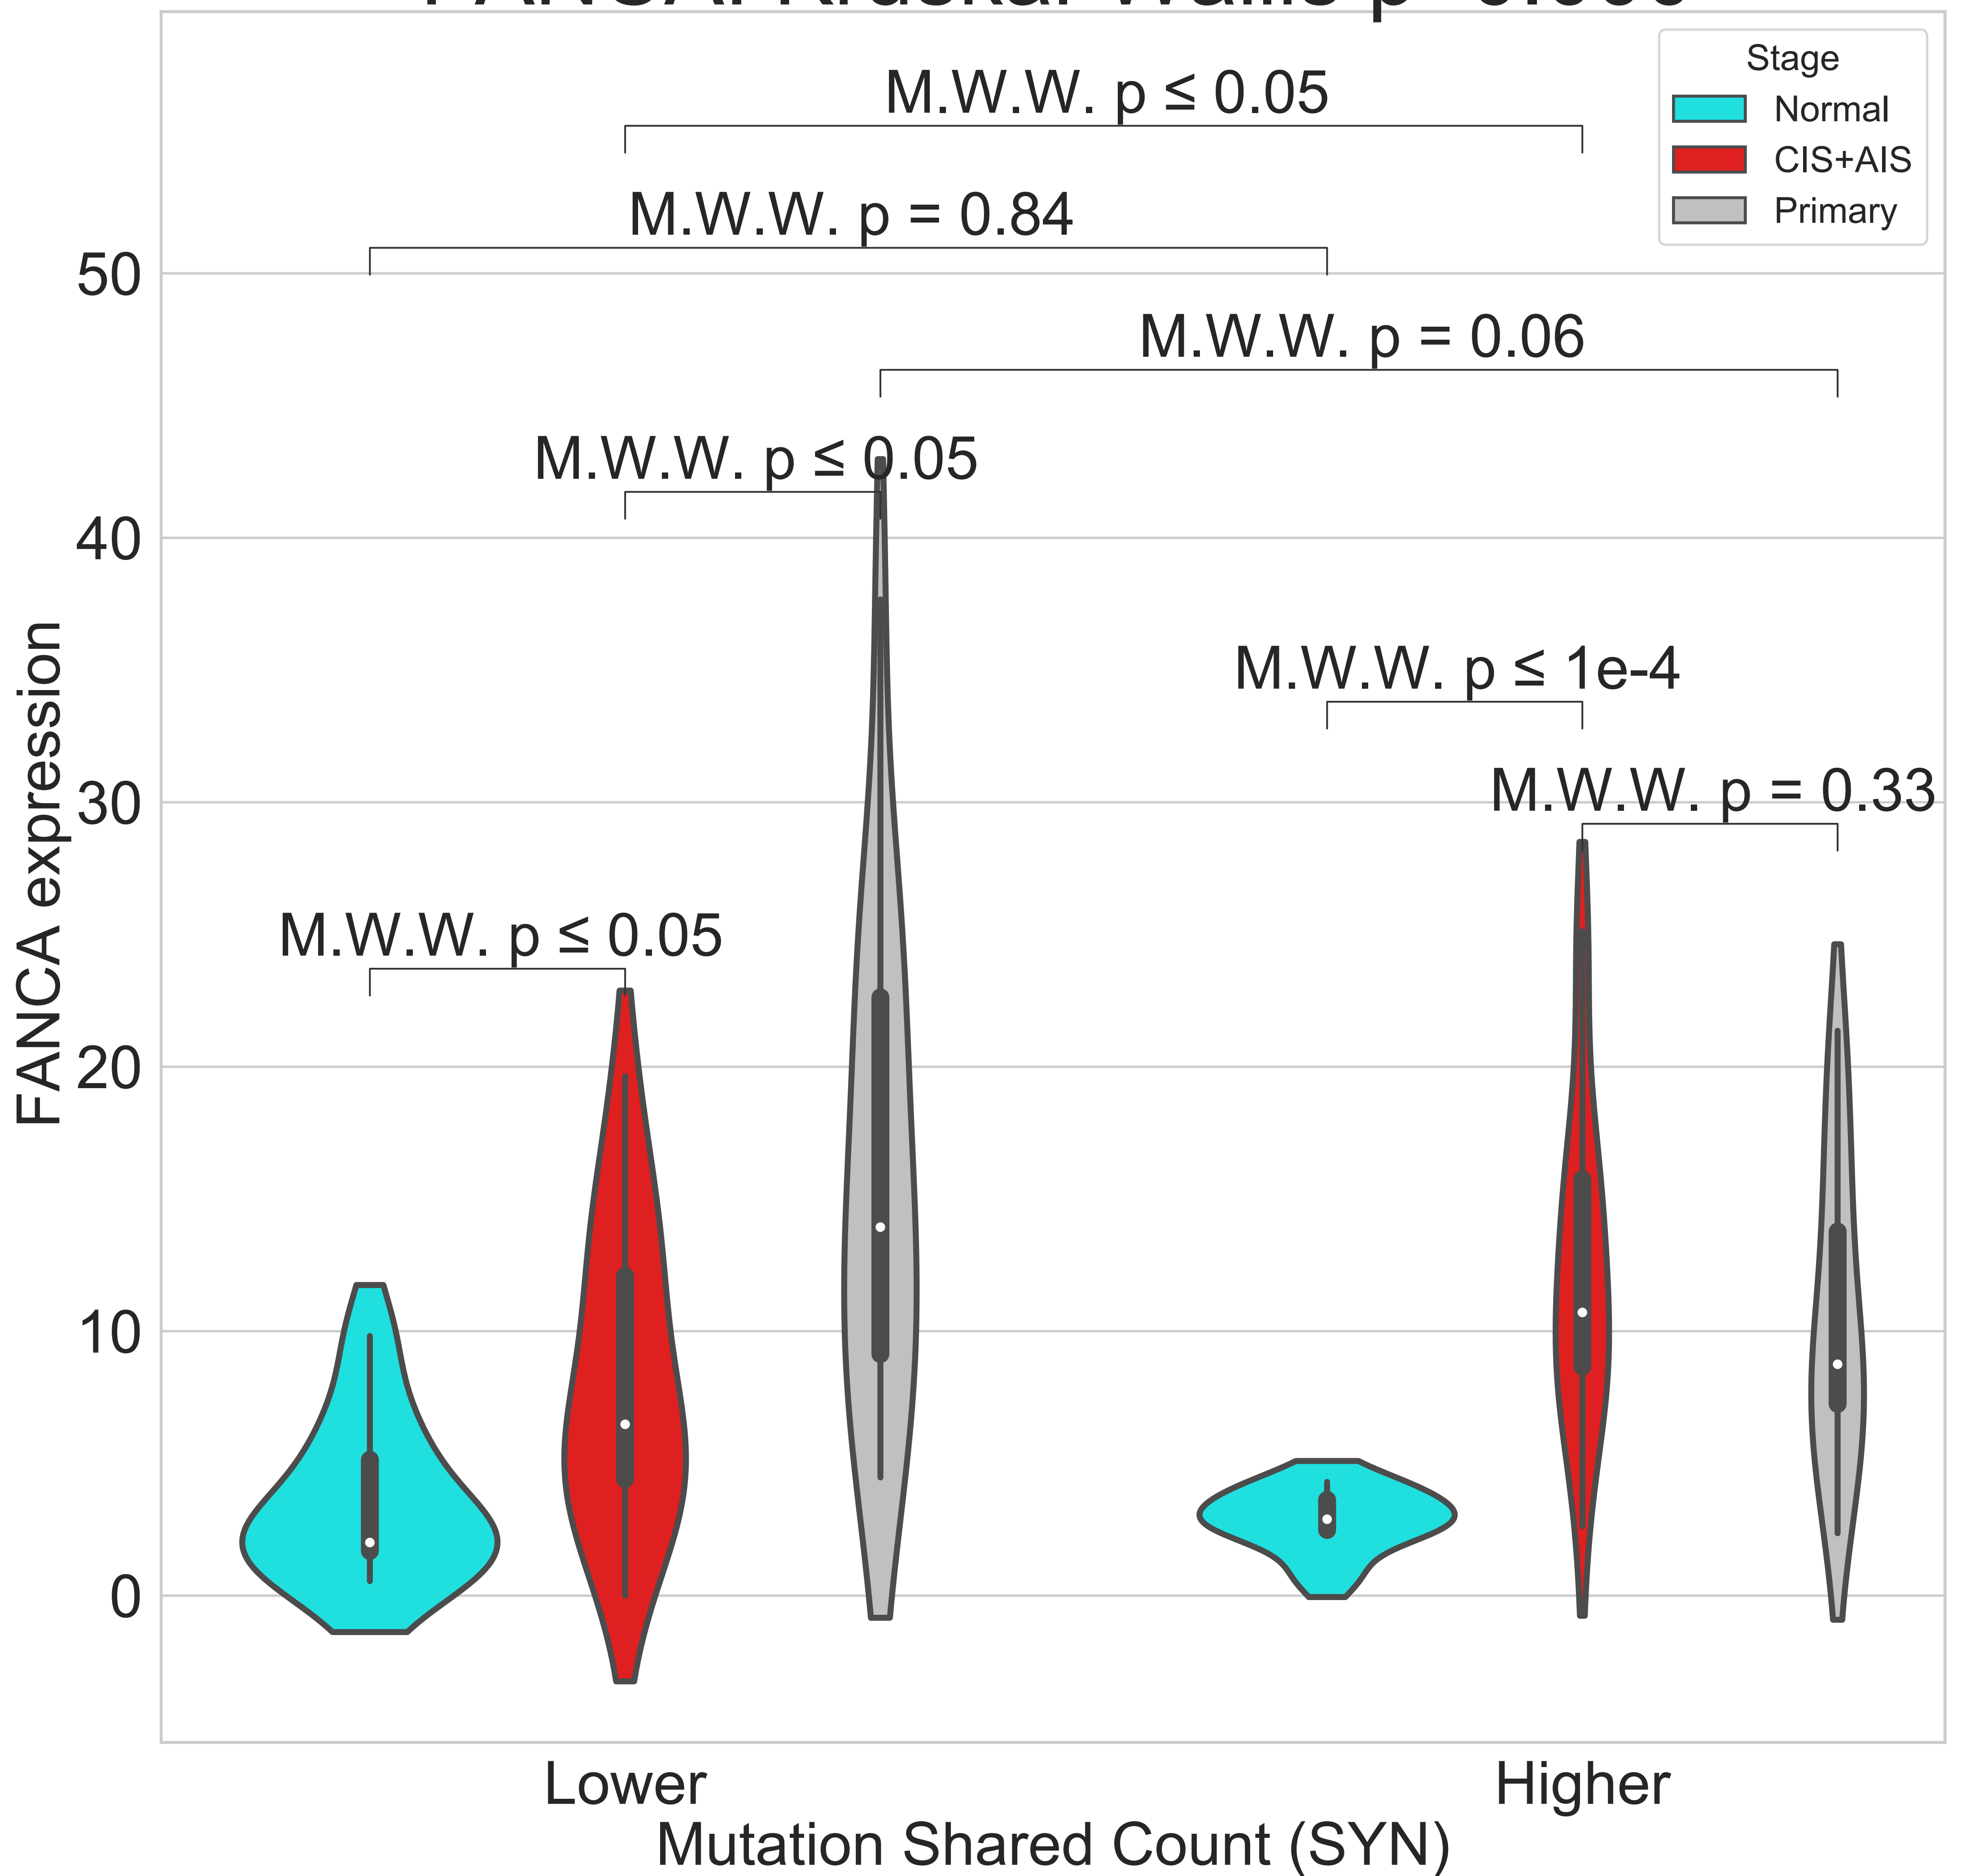 Stage
Normal
CIS+AIS
Primary
M.W.W. p ≤ 0.05
M.W.W. p = 0.84
M.W.W. p = 0.06
M.W.W. p ≤ 0.05
M.W.W. p ≤ 1e-4
M.W.W. p = 0.33
M.W.W. p ≤ 0.05
50
40
30
20
10
0
FANCA expression
Lower
Higher
Mutation Shared Count (SYN)